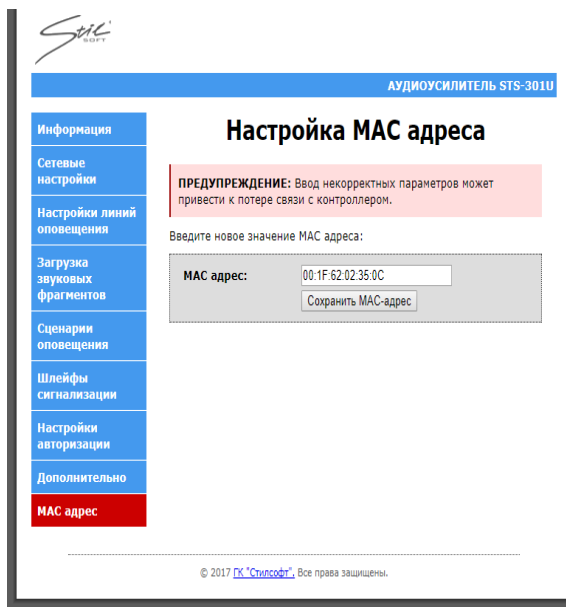 Stil
SOFT
АУДИОУСИЛИТЕЛЬ STS-301U
Информация
Сетевые
настройки
Настройки линий
оповещения
Загрузка
звуковых
фрагментов
Сценарии
оповещения
Шлейфы
сигнализации
Настройки
авторизации
Дополнительно
MAC адрес
Настройка MAC адреса
ПРЕДУПРЕЖДЕНИЕ: Ввод некорректных параметров может
привести к потере связи с контроллером.
Введите новое значение MAC адреса:
MAC адрес: 00:1F:62:02:35:0C
Сохранить MAC-адрес
© 2017 ГК "Стилсофт". Все права защищены.